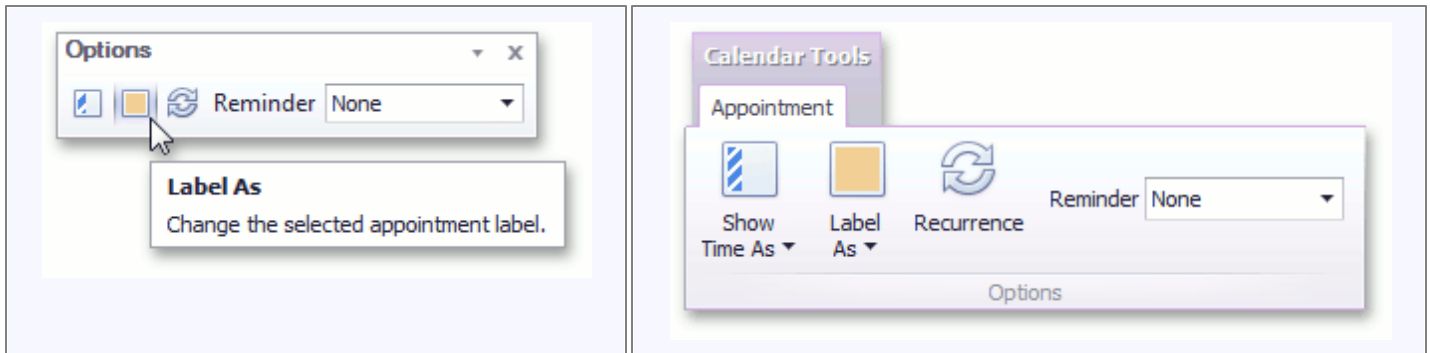 Options
Reminder None
Label As
Change the selected appointment label.
Calendar Tools
Appointment
Show
Time As
Label
As
Recurrence
Reminder None
Options